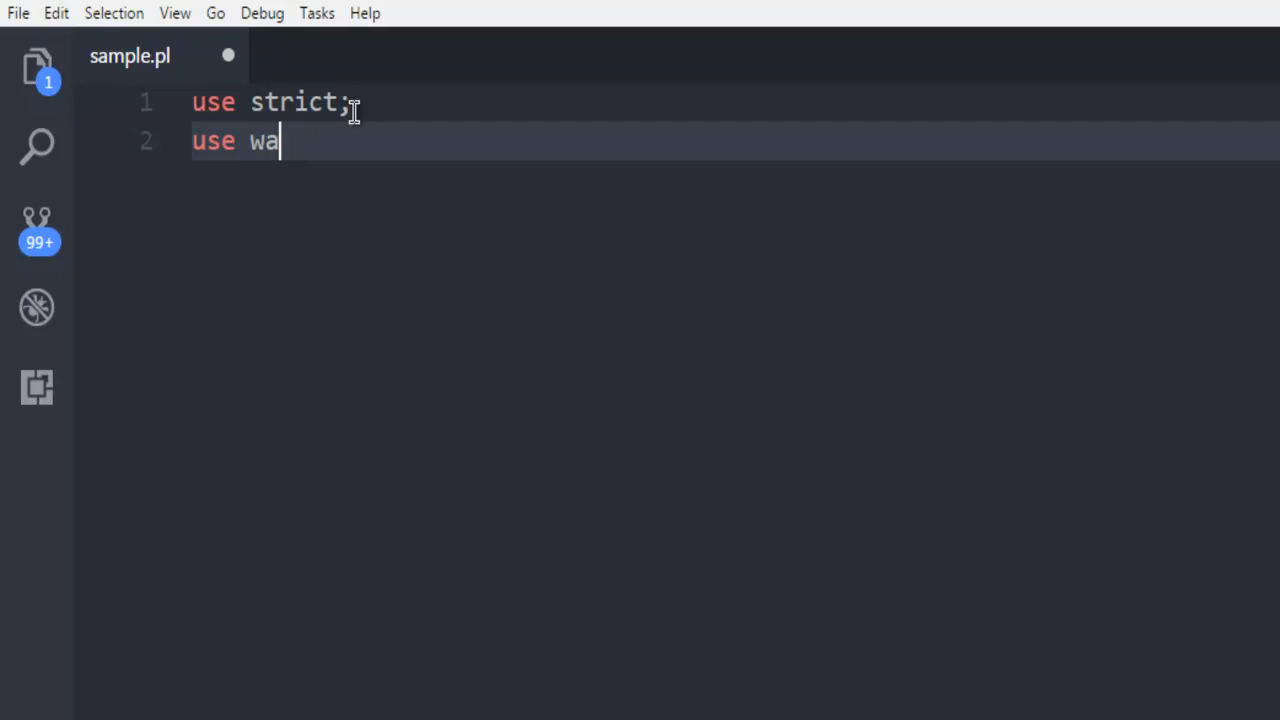 File Edit Selection View Go Debug Tasks Help
sample.pl
1
1 use strict;
2 use wa
99+